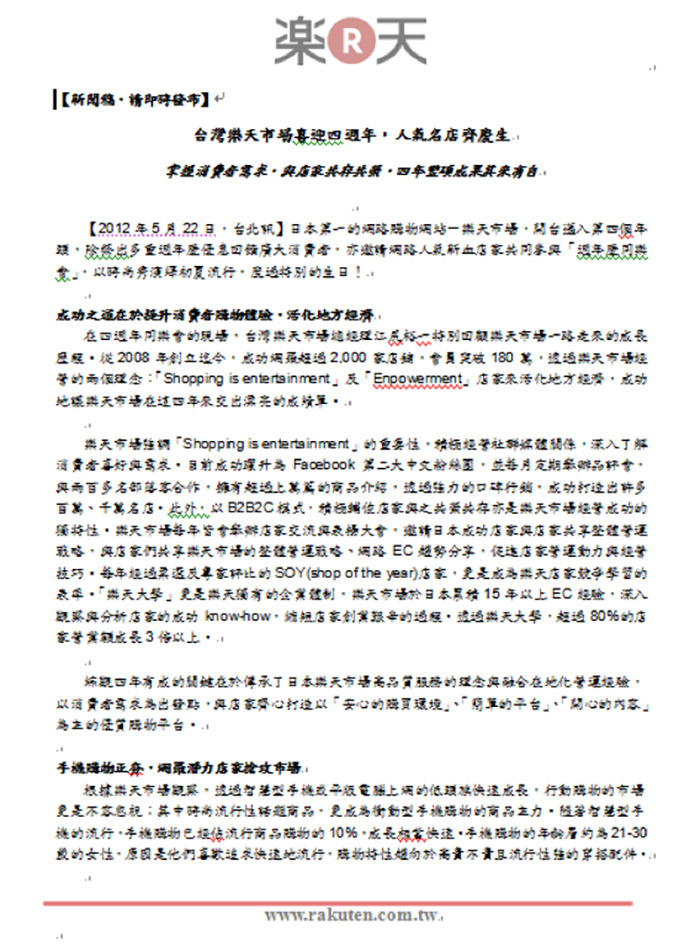 楽R天
【新聞稿，請即時發布】
台灣樂天市場喜迎四週年，人氣名店齊慶生
掌握消費者需求，與店家共存共榮，四年豐碩成果其來有自
【2012 年 5 月 22 日，台北訊】日本第一的網路購物網站—樂天市場，開台邁入第四個年
頭，除祭出多重週年慶優惠回饋廣大消費者，亦邀請網路人氣新血店家共同參與「週年慶同樂
會」，以時尚秀演繹初夏流行，度過特別的生日！
成功之道在於提升消費者購物體驗，活化地方經濟
在四週年同樂會的現場，台灣樂天市場總經理江尻裕一特別回顧樂天市場一路走來的成長
歷程。從 2008 年創立迄今，成功網羅超過 2,000 家店舖，會員突破 180 萬，透過樂天市場經
營的兩個理念：「Shopping is entertainment」及「Enpowerment」店家來活化地方經濟，成功
地讓樂天市場在這四年來交出漂亮的成績單。
樂天市場強調「Shopping is entertainment」的重要性，積極經營社群媒體關係，深入了解
消費者喜好與需求。目前成功躍升為 Facebook 第二大中文粉絲團，並每月定期舉辦品評會，
與兩百多名部落客合作，擁有超過上萬篇的商品介紹，透過強力的口碑行銷，成功打造出許多
百萬、千萬名店。此外，以 B2B2C 模式，積極輔佐店家與之共榮共存亦是樂天市場經營成功的
獨特性。樂天市場每年皆會舉辦店家交流與表揚大會，邀請日本成功店家與店家共享整體營運
戰略，與店家們共享樂天市場的整體營運戰略、網路 EC 趨勢分享，促進店家營運動力與經營
技巧。每年經過票選及專家評比的 SOY(shop of the year)店家，更是成為樂天店家競爭學習的
表率。「樂天大學」更是樂天獨有的企業體制，樂天市場於日本累積 15 年以上 EC 經驗，深入
觀察與分析店家的成功 know-how，縮短店家創業艱辛的過程。透過樂天大學，超過 80%的店
家營業額成長 3 倍以上。
綜觀四年有成的關鍵在於傳承了日本樂天市場高品質服務的理念與融合在地化營運經驗，
以消費者需求為出發點，與店家齊心打造以「安心的購買環境」、「簡單的平台」、「開心的內容」
為主的優質購物平台。
手機購物正夯，網羅潛力店家搶攻市場
根據樂天市場觀察，透過智慧型手機或平版電腦上網的低頭族快速成長，行動購物的市場
更是不容忽視；其中時尚流行性話題商品，更成為衝動型手機購物的商品主力。隨著智慧型手
機的流行，手機購物已經佔流行商品購物的 10%，成長相當快速。手機購物的年齡層約為 21-30
歲的女性，原因是他們喜歡追求快速地流行，購物特性趨向於高貴不貴且流行性強的穿搭配件。
www.rakuten.com.tw